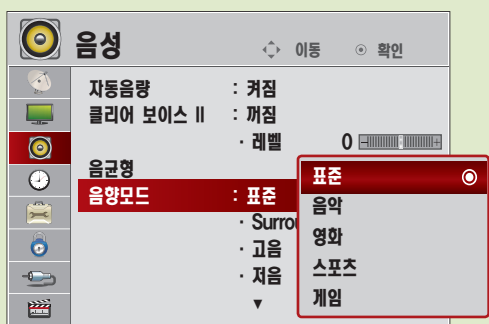 음성 이동 확인
자동음량 : 켜짐
클리어 보이스 II : 꺼짐
· 레벨 0
음균형
음향모드 : 표준
· Surrou
· 고음
· 저음
표준
음악
영화
스포츠
게임